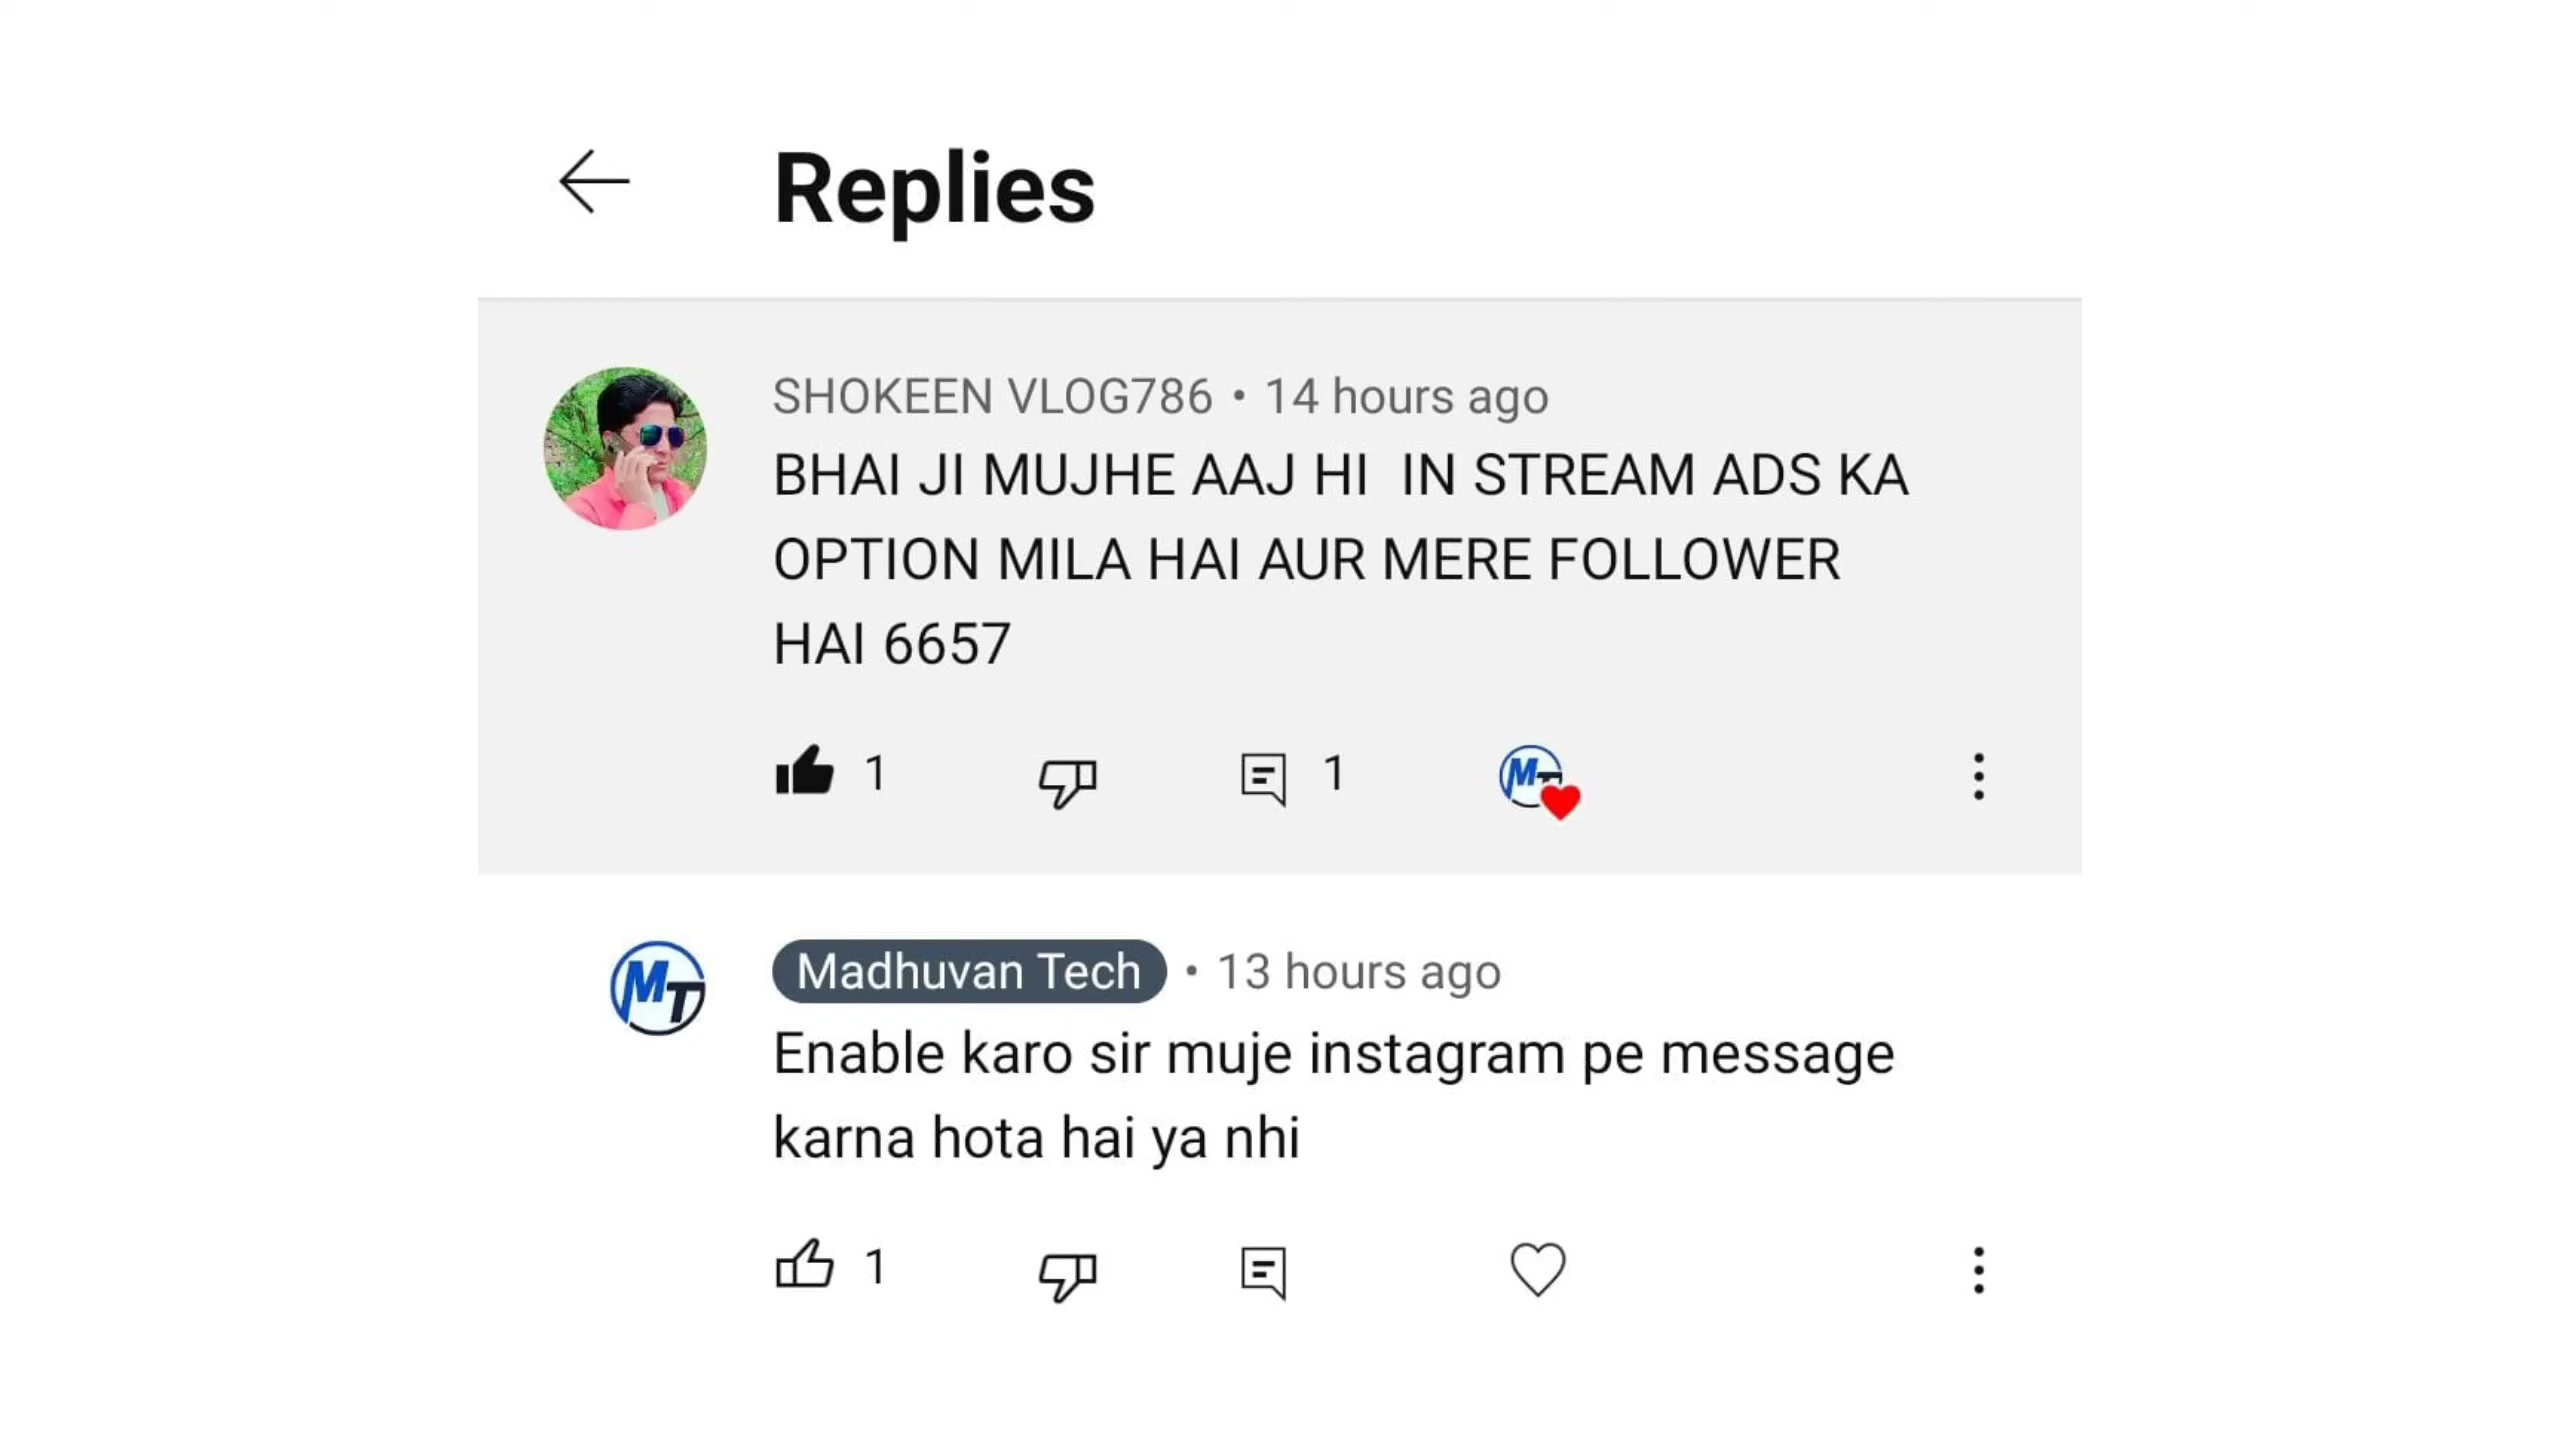 Replies
SHOKEEN VLOG786 • 14 hours ago
BHAI JI MUJHE AAJ HI  IN STREAM ADS KA
OPTION MILA HAI AUR MERE FOLLOWER
HAI 6657
1 1 MT
MT Madhuvan Tech • 13 hours ago
Enable karo sir muje instagram pe message
karna hota hai ya nhi
1